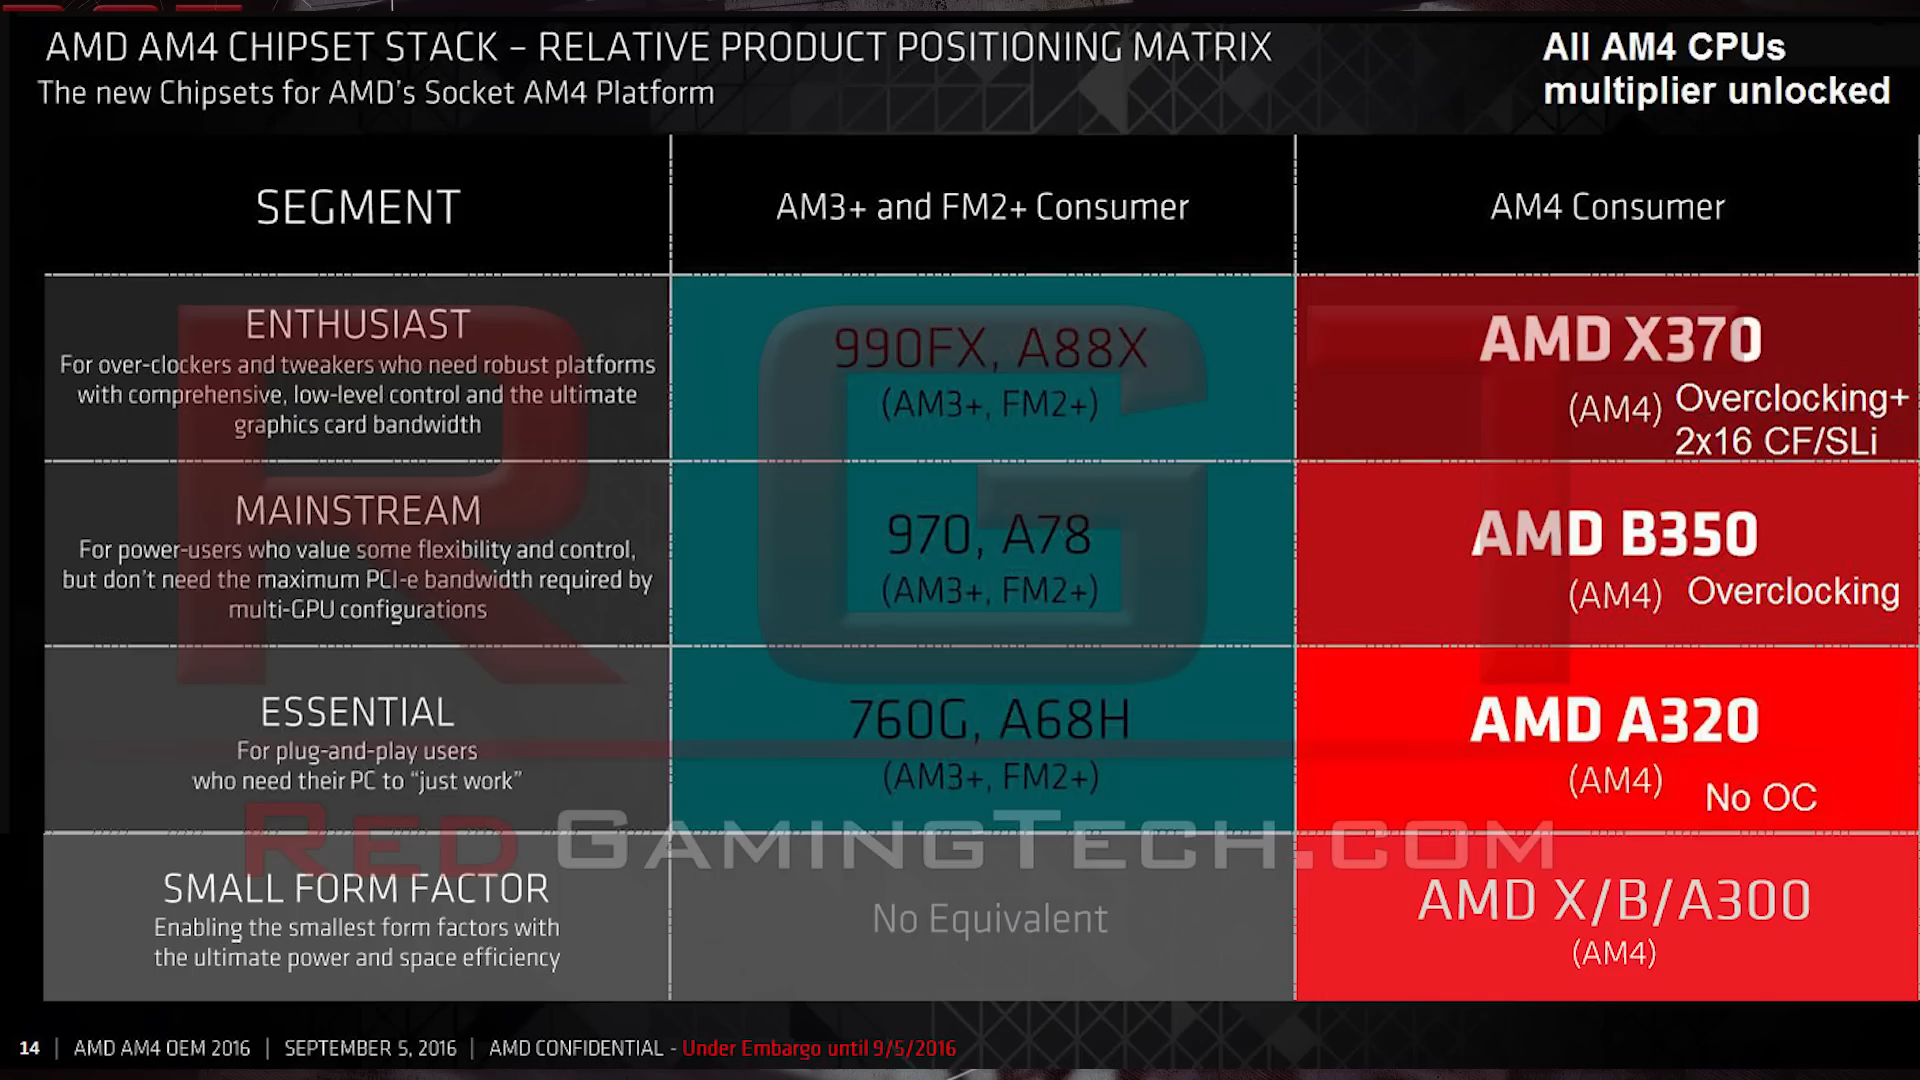 AMD AM4 CHIPSET STACK – RELATIVE PRODUCT POSITIONING MATRIX
The new Chipsets for AMD's Socket AM4 Platform
All AM4 CPUs
multiplier unlocked
SEGMENT
AM3+ and FM2+ Consumer
AM4 Consumer
ENTHUSIAST
For over-clockers and tweakers who need robust platforms
with comprehensive, low-level control and the ultimate
graphics card bandwidth
990FX, A88X
(AM3+, FM2+)
AMD X370
(AM4)
Overclocking+
2x16 CF/SLi
MAINSTREAM
For power-users who value some flexibility and control,
but don't need the maximum PCI-e bandwidth required by
multi-GPU configurations
970, A78
(AM3+, FM2+)
AMD B350
(AM4)
Overclocking
ESSENTIAL
For plug-and-play users
who need their PC to "just work"
760G, A68H
(AM3+, FM2+)
AMD A320
(AM4)
No OC
SMALL FORM FACTOR
Enabling the smallest form factors with
the ultimate power and space efficiency
No Equivalent
AMD X/B/A300
(AM4)
RGT
RED GAMINGTECH.COM
14 | AMD AM4 OEM 2016 | SEPTEMBER 5, 2016 | AMD CONFIDENTIAL - Under Embargo until 9/5/2016